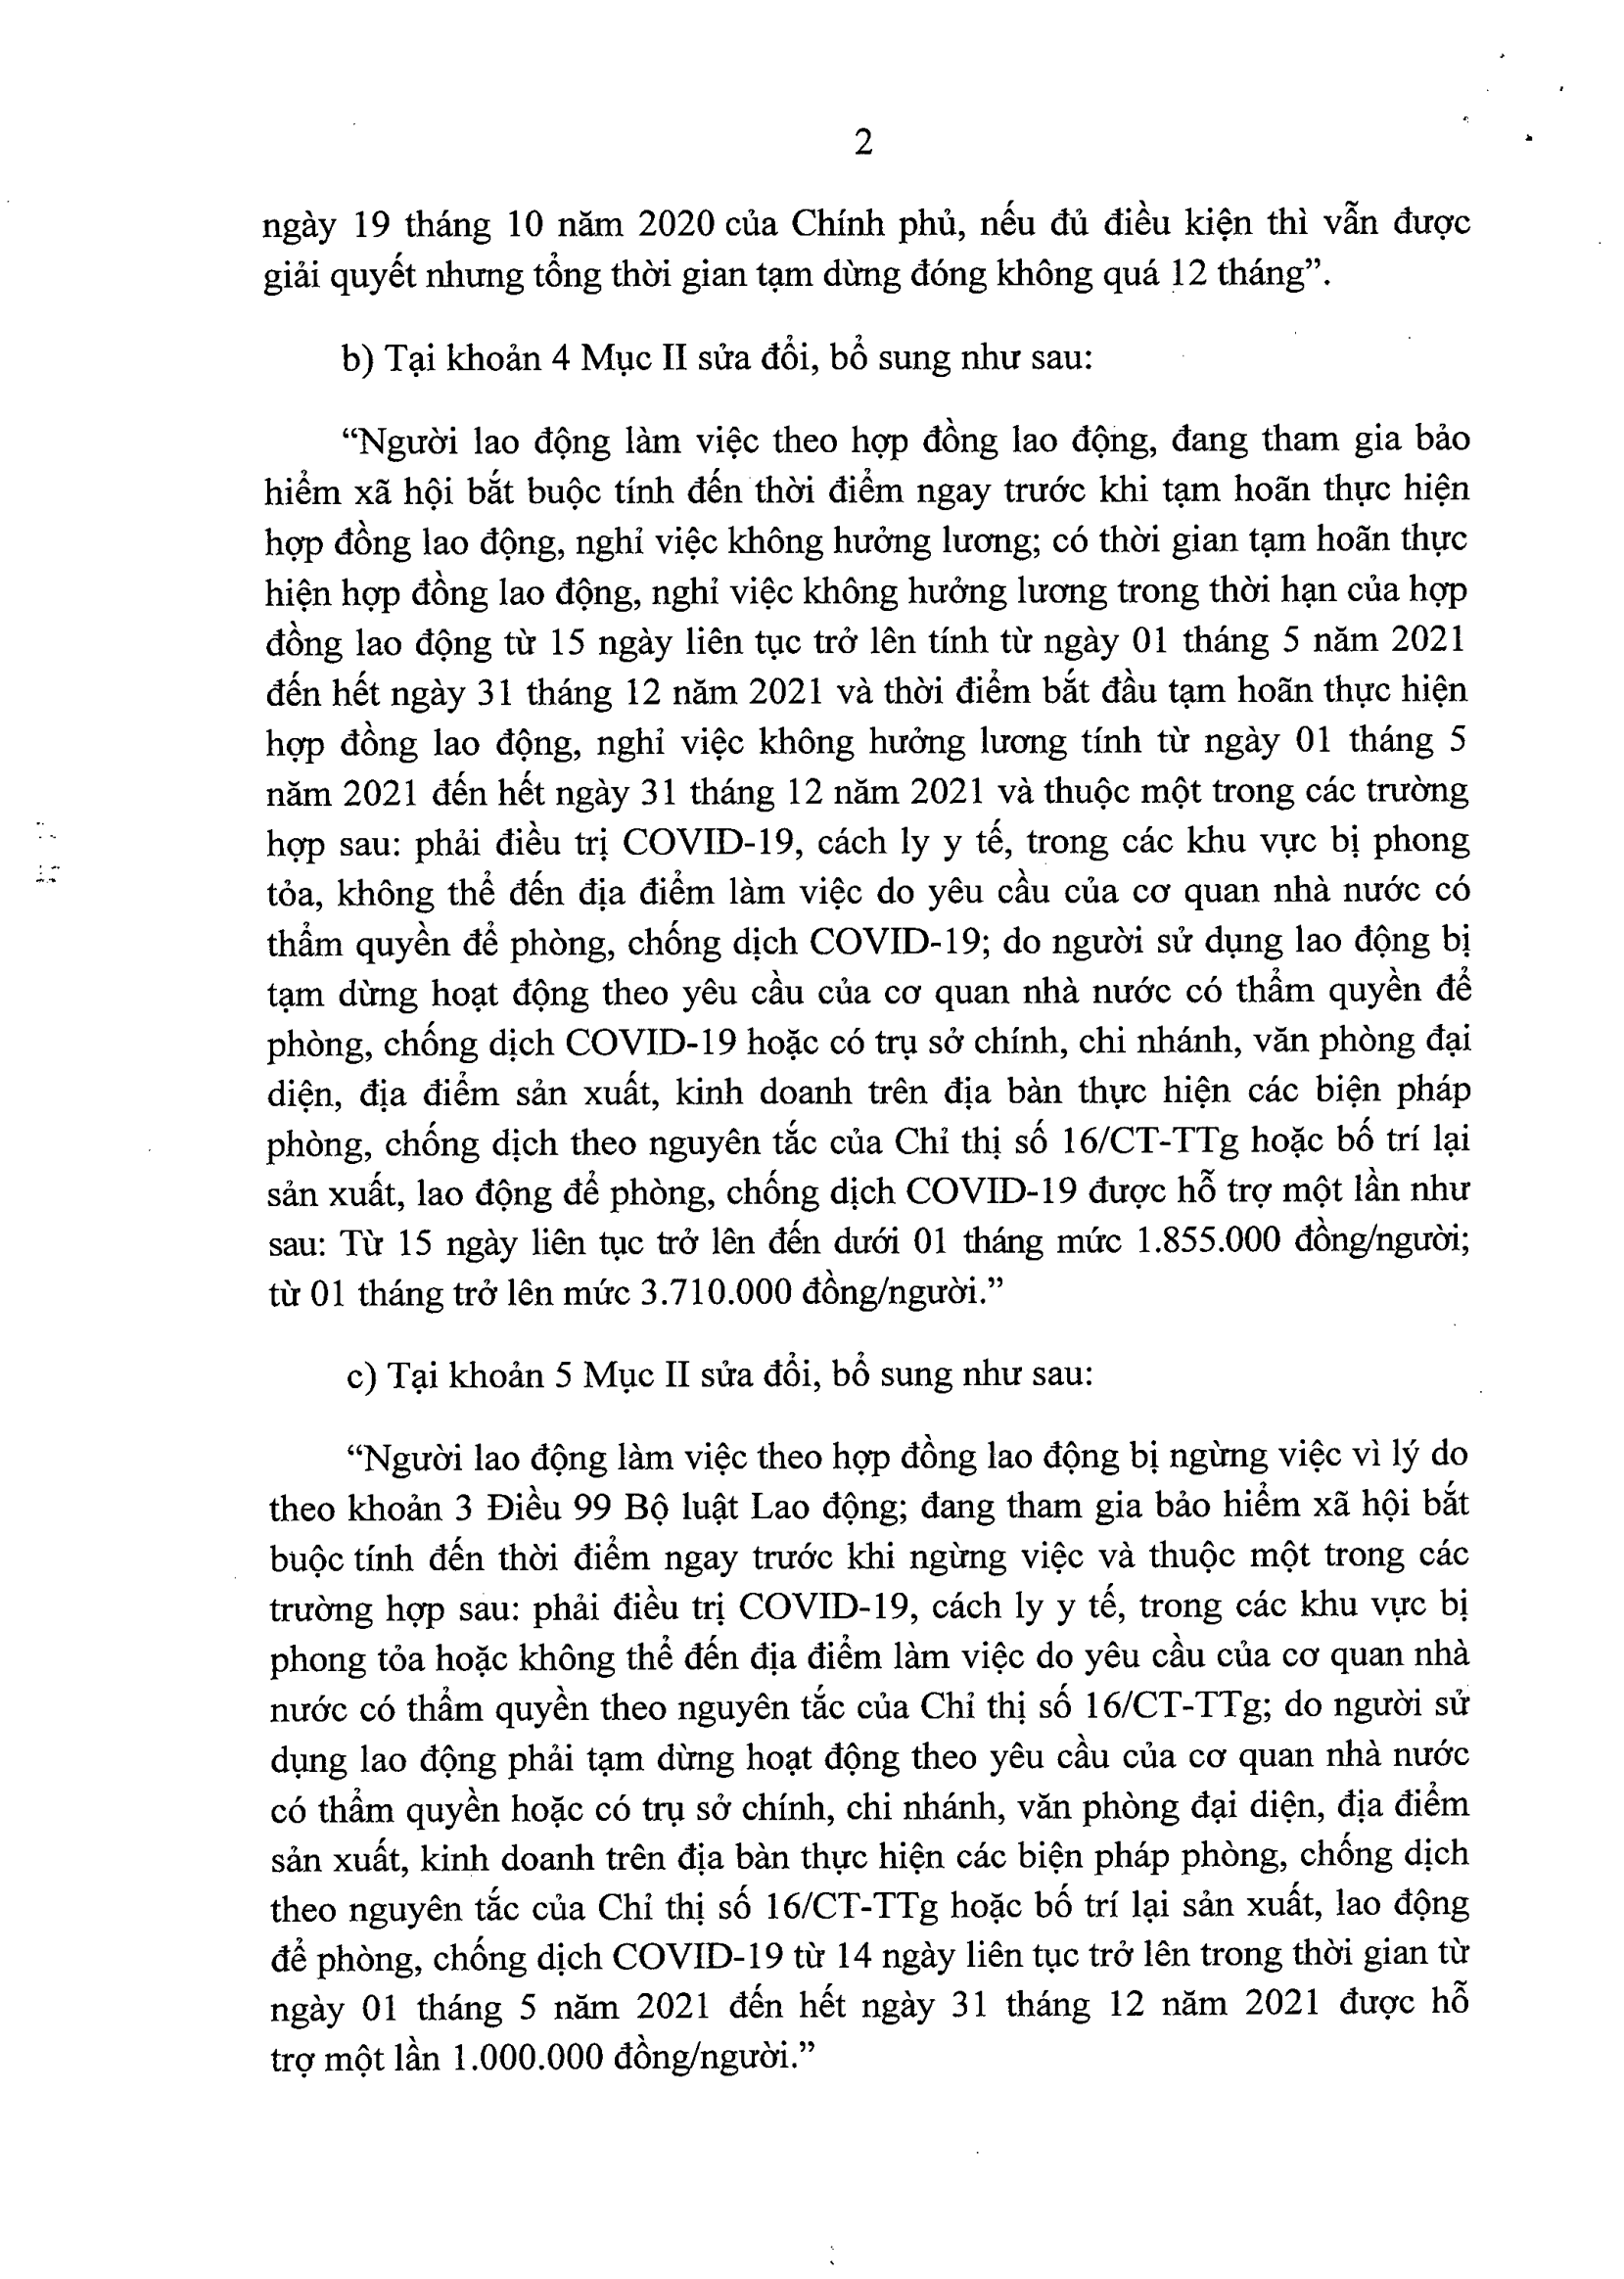 2
ngày 19 tháng 10 năm 2020 của Chính phủ, nếu đủ điều kiện thì vẫn được
giải quyết nhưng tổng thời gian tạm dừng đóng không quá 12 tháng”.
b) Tại khoản 4 Mục II sửa đổi, bổ sung như sau:
“Người lao động làm việc theo hợp đồng lao động, đang tham gia bảo
hiểm xã hội bắt buộc tính đến thời điểm ngay trước khi tạm hoãn thực hiện
hợp đồng lao động, nghỉ việc không hưởng lương; có thời gian tạm hoãn thực
hiện hợp đồng lao động, nghỉ việc không hưởng lương trong thời hạn của hợp
đồng lao động từ 15 ngày liên tục trở lên tính từ ngày 01 tháng 5 năm 2021
đến hết ngày 31 tháng 12 năm 2021 và thời điểm bắt đầu tạm hoãn thực hiện
hợp đồng lao động, nghỉ việc không hưởng lương tính từ ngày 01 tháng 5
năm 2021 đến hết ngày 31 tháng 12 năm 2021 và thuộc một trong các trường
hợp sau: phải điều trị COVID-19, cách ly y tế, trong các khu vực bị phong
tỏa, không thể đến địa điểm làm việc do yêu cầu của cơ quan nhà nước có
thẩm quyền để phòng, chống dịch COVID-19; do người sử dụng lao động bị
tạm dừng hoạt động theo yêu cầu của cơ quan nhà nước có thẩm quyền để
phòng, chống dịch COVID-19 hoặc có trụ sở chính, chi nhánh, văn phòng đại
diện, địa điểm sản xuất, kinh doanh trên địa bàn thực hiện các biện pháp
phòng, chống dịch theo nguyên tắc của Chỉ thị số 16/CT-TTg hoặc bố trí lại
sản xuất, lao động để phòng, chống dịch COVID-19 được hỗ trợ một lần như
sau: Từ 15 ngày liên tục trở lên đến dưới 01 tháng mức 1.855.000 đồng/người;
từ 01 tháng trở lên mức 3.710.000 đồng/người.”
c) Tại khoản 5 Mục II sửa đổi, bổ sung như sau:
“Người lao động làm việc theo hợp đồng lao động bị ngừng việc vì lý do
theo khoản 3 Điều 99 Bộ luật Lao động; đang tham gia bảo hiểm xã hội bắt
buộc tính đến thời điểm ngay trước khi ngừng việc và thuộc một trong các
trường hợp sau: phải điều trị COVID-19, cách ly y tế, trong các khu vực bị
phong tỏa hoặc không thể đến địa điểm làm việc do yêu cầu của cơ quan nhà
nước có thẩm quyền theo nguyên tắc của Chỉ thị số 16/CT-TTg; do người sử
dụng lao động phải tạm dừng hoạt động theo yêu cầu của cơ quan nhà nước
có thẩm quyền hoặc có trụ sở chính, chi nhánh, văn phòng đại diện, địa điểm
sản xuất, kinh doanh trên địa bàn thực hiện các biện pháp phòng, chống dịch
theo nguyên tắc của Chỉ thị số 16/CT-TTg hoặc bố trí lại sản xuất, lao động
để phòng, chống dịch COVID-19 từ 14 ngày liên tục trở lên trong thời gian từ
ngày 01 tháng 5 năm 2021 đến hết ngày 31 tháng 12 năm 2021 được hỗ
trợ một lần 1.000.000 đồng/người.”